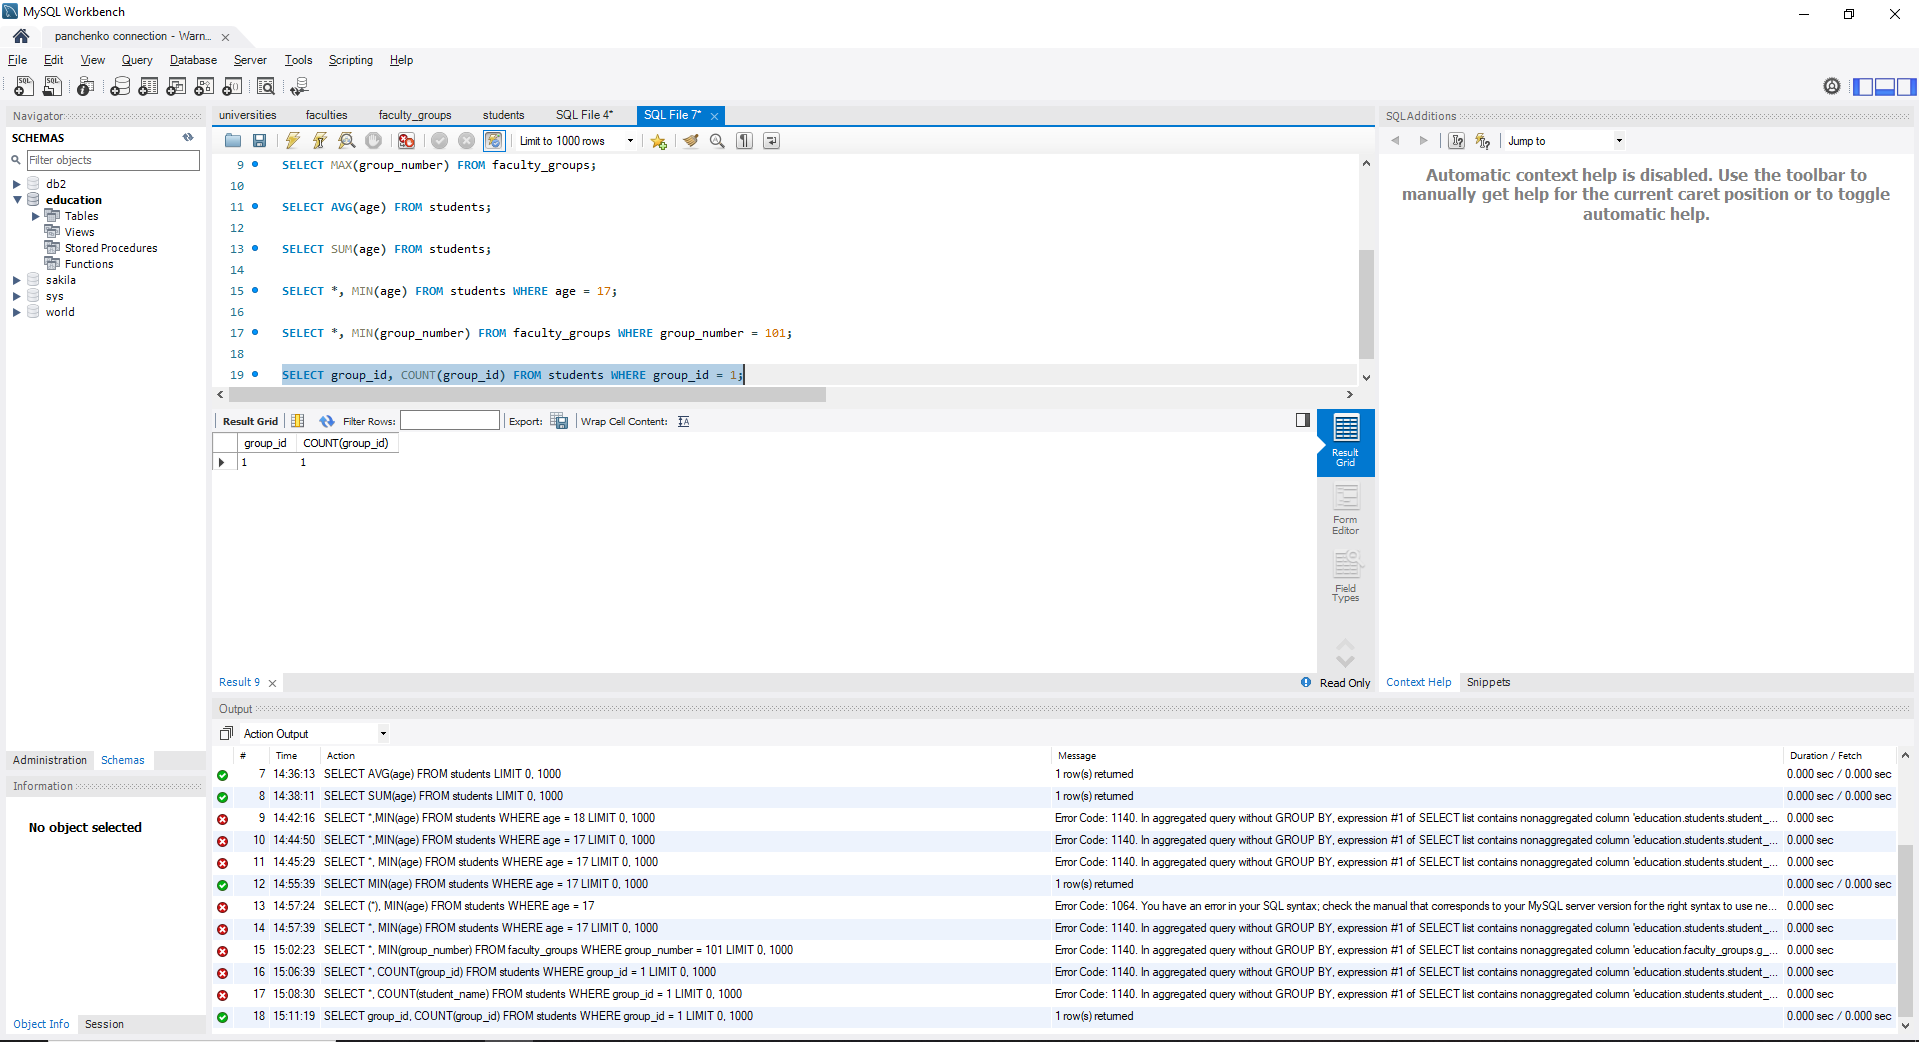 MySQL Workbench
panchenko connection - Warn...
File Edit View Query Database Server Tools Scripting Help
Navigator
SCHEMAS
Filter objects
db2
education
Tables
Views
Stored Procedures
Functions
sakila
sys
world
Administration Schemas
Information
No object selected
Object Info Session
universities faculties faculty_groups students SQL File 4* SQL File 7*
Limit to 1000 rows
9 SELECT MAX(group_number) FROM faculty_groups;
10
11 SELECT AVG(age) FROM students;
12
13 SELECT SUM(age) FROM students;
14
15 SELECT *, MIN(age) FROM students WHERE age = 17;
16
17 SELECT *, MIN(group_number) FROM faculty_groups WHERE group_number = 101;
18
19 SELECT group_id, COUNT(group_id) FROM students WHERE group_id = 1;
Result Grid Filter Rows: Export: Wrap Cell Content:
group_id COUNT(group_id)
1 1
Result
Grid
Form
Editor
Field
Types
Result 9
Read Only
SQLAdditions
Jump to
Automatic context help is disabled. Use the toolbar to
manually get help for the current caret position or to toggle
automatic help.
Context Help Snippets
Output
Action Output
# Time Action Message Duration / Fetch
7 14:36:13 SELECT AVG(age) FROM students LIMIT 0, 1000 1 row(s) returned 0.000 sec / 0.000 sec
8 14:38:11 SELECT SUM(age) FROM students LIMIT 0, 1000 1 row(s) returned 0.000 sec / 0.000 sec
9 14:42:16 SELECT *,MIN(age) FROM students WHERE age = 18 LIMIT 0, 1000 Error Code: 1140. In aggregated query without GROUP BY, expression #1 of SELECT list contains nonaggregated column 'education.students.student_... 0.000 sec
10 14:44:50 SELECT *,MIN(age) FROM students WHERE age = 17 LIMIT 0, 1000 Error Code: 1140. In aggregated query without GROUP BY, expression #1 of SELECT list contains nonaggregated column 'education.students.student_... 0.000 sec
11 14:45:29 SELECT *, MIN(age) FROM students WHERE age = 17 LIMIT 0, 1000 Error Code: 1140. In aggregated query without GROUP BY, expression #1 of SELECT list contains nonaggregated column 'education.students.student_... 0.000 sec
12 14:55:39 SELECT MIN(age) FROM students WHERE age = 17 LIMIT 0, 1000 1 row(s) returned 0.000 sec / 0.000 sec
13 14:57:24 SELECT (*), MIN(age) FROM students WHERE age = 17 Error Code: 1064. You have an error in your SQL syntax; check the manual that corresponds to your MySQL server version for the right syntax to use ne... 0.000 sec
14 14:57:39 SELECT *, MIN(age) FROM students WHERE age = 17 LIMIT 0, 1000 Error Code: 1140. In aggregated query without GROUP BY, expression #1 of SELECT list contains nonaggregated column 'education.students.student_... 0.000 sec
15 15:02:23 SELECT *, MIN(group_number) FROM faculty_groups WHERE group_number = 101 LIMIT 0, 1000 Error Code: 1140. In aggregated query without GROUP BY, expression #1 of SELECT list contains nonaggregated column 'education.faculty_groups.g_... 0.000 sec
16 15:06:39 SELECT *, COUNT(group_id) FROM students WHERE group_id = 1 LIMIT 0, 1000 Error Code: 1140. In aggregated query without GROUP BY, expression #1 of SELECT list contains nonaggregated column 'education.students.student_... 0.000 sec
17 15:08:30 SELECT *, COUNT(student_name) FROM students WHERE group_id = 1 LIMIT 0, 1000 Error Code: 1140. In aggregated query without GROUP BY, expression #1 of SELECT list contains nonaggregated column 'education.students.student_... 0.000 sec
18 15:11:19 SELECT group_id, COUNT(group_id) FROM students WHERE group_id = 1 LIMIT 0, 1000 1 row(s) returned 0.000 sec / 0.000 sec